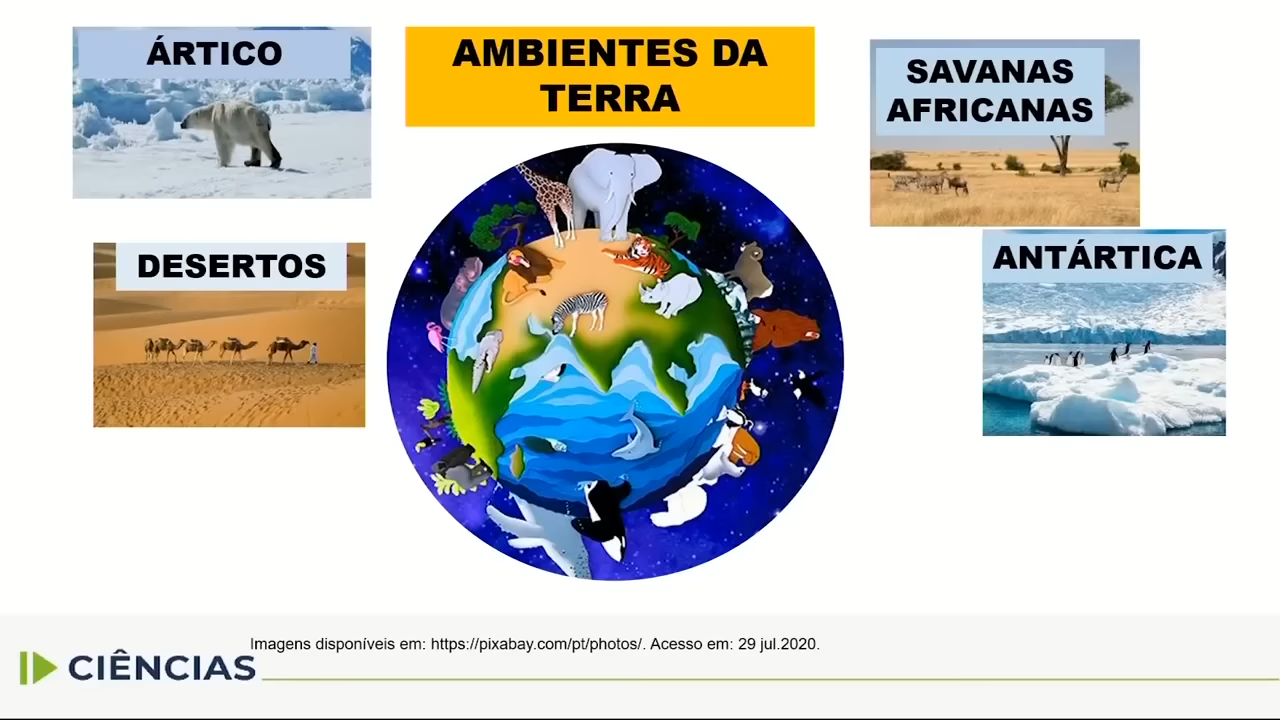 ÁRTICO
AMBIENTES DA
TERRA
SAVANAS
AFRICANAS
DESERTOS
ANTÁRTICA
Imagens disponíveis em: https://pixabay.com/pt/photos/. Acesso em: 29 jul.2020.
CIÊNCIAS